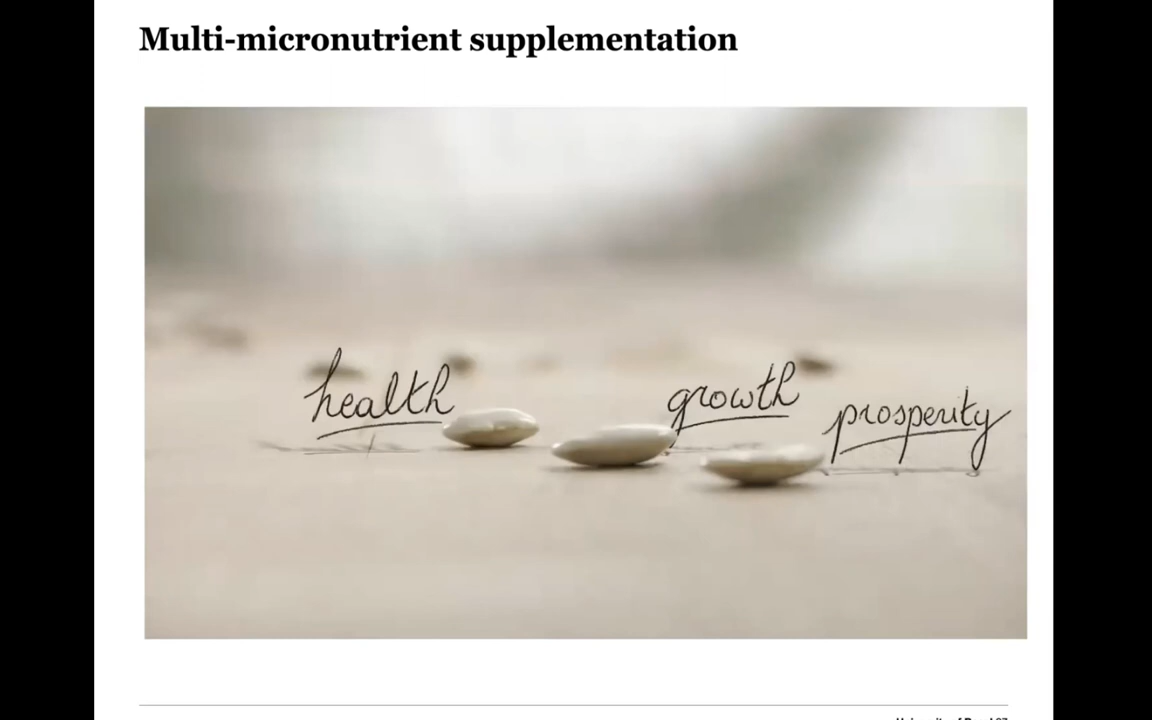 Multi-micronutrient supplementation
health
growth
prosperity